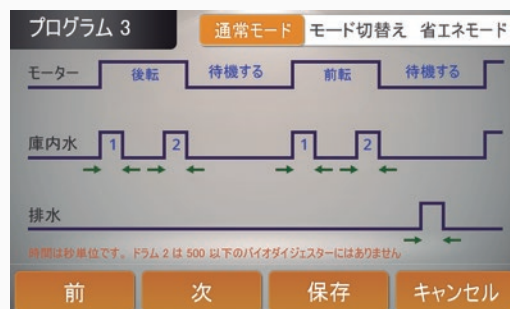 プログラム 3
通常モード モード切替え 省エネモード
モーター 後転 待機する 前転 待機する
庫内水 1 2 1 2
排水
時間は秒単位です。ドラム 2 は 500 以下のバイオダイジェスターにはありません
前 次 保存 キャンセル